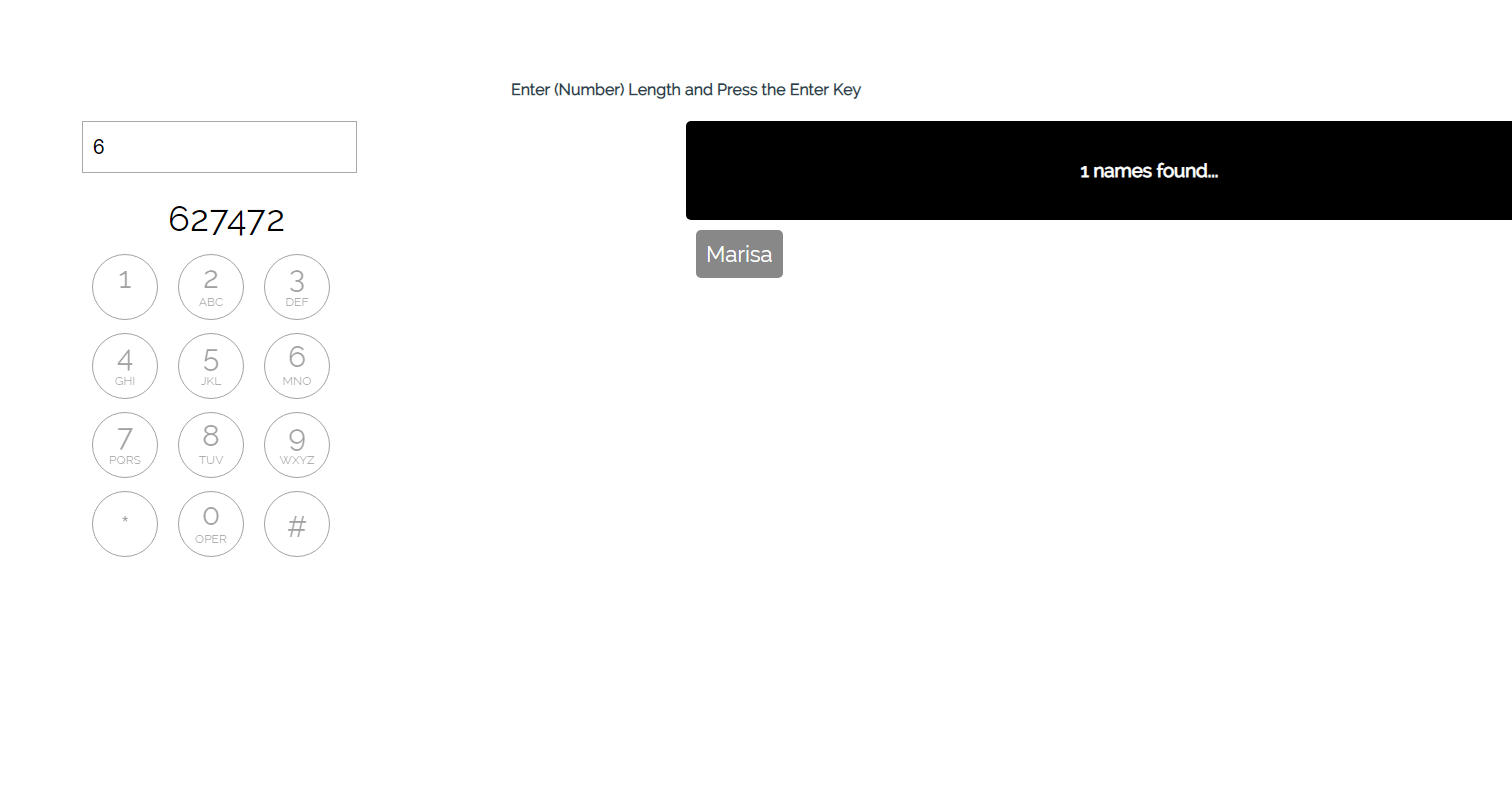 Enter (Number) Length and Press the Enter Key
6
1 names found...
627472
Marisa
1 2 3
ABC DEF
4 5 6
GHI JKL MNO
7 8 9
PQRS TUV WXYZ
* 0 #
OPER